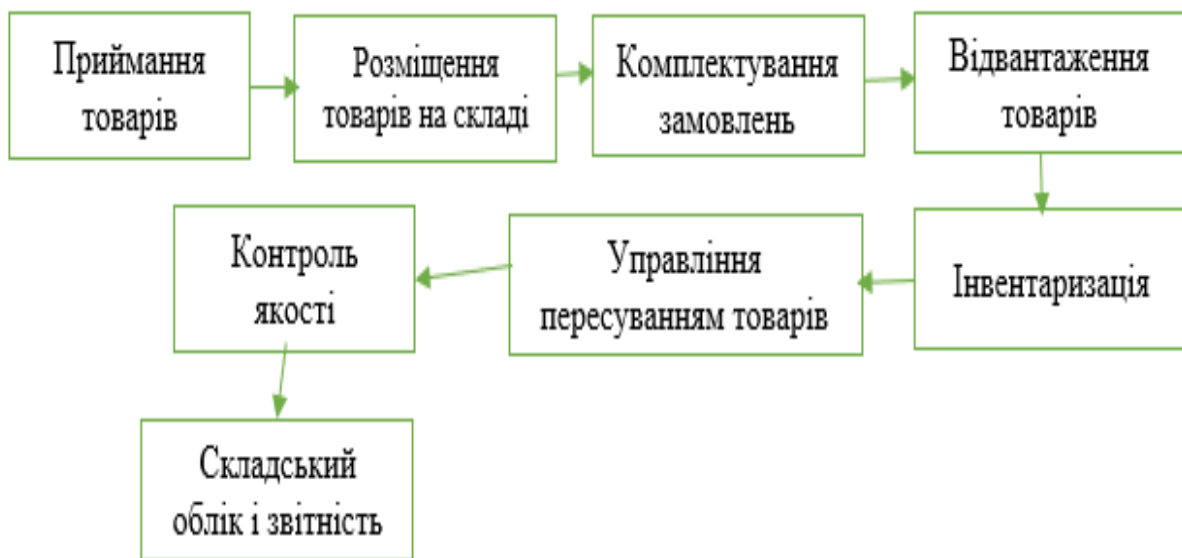 Приймання
товарів
Розміщення
товарів на складі
Комплектування
замовлень
Відвантаження
товарів
Інвентаризація
Управління
пересуванням товарів
Контроль
якості
Складський
облік і звітність